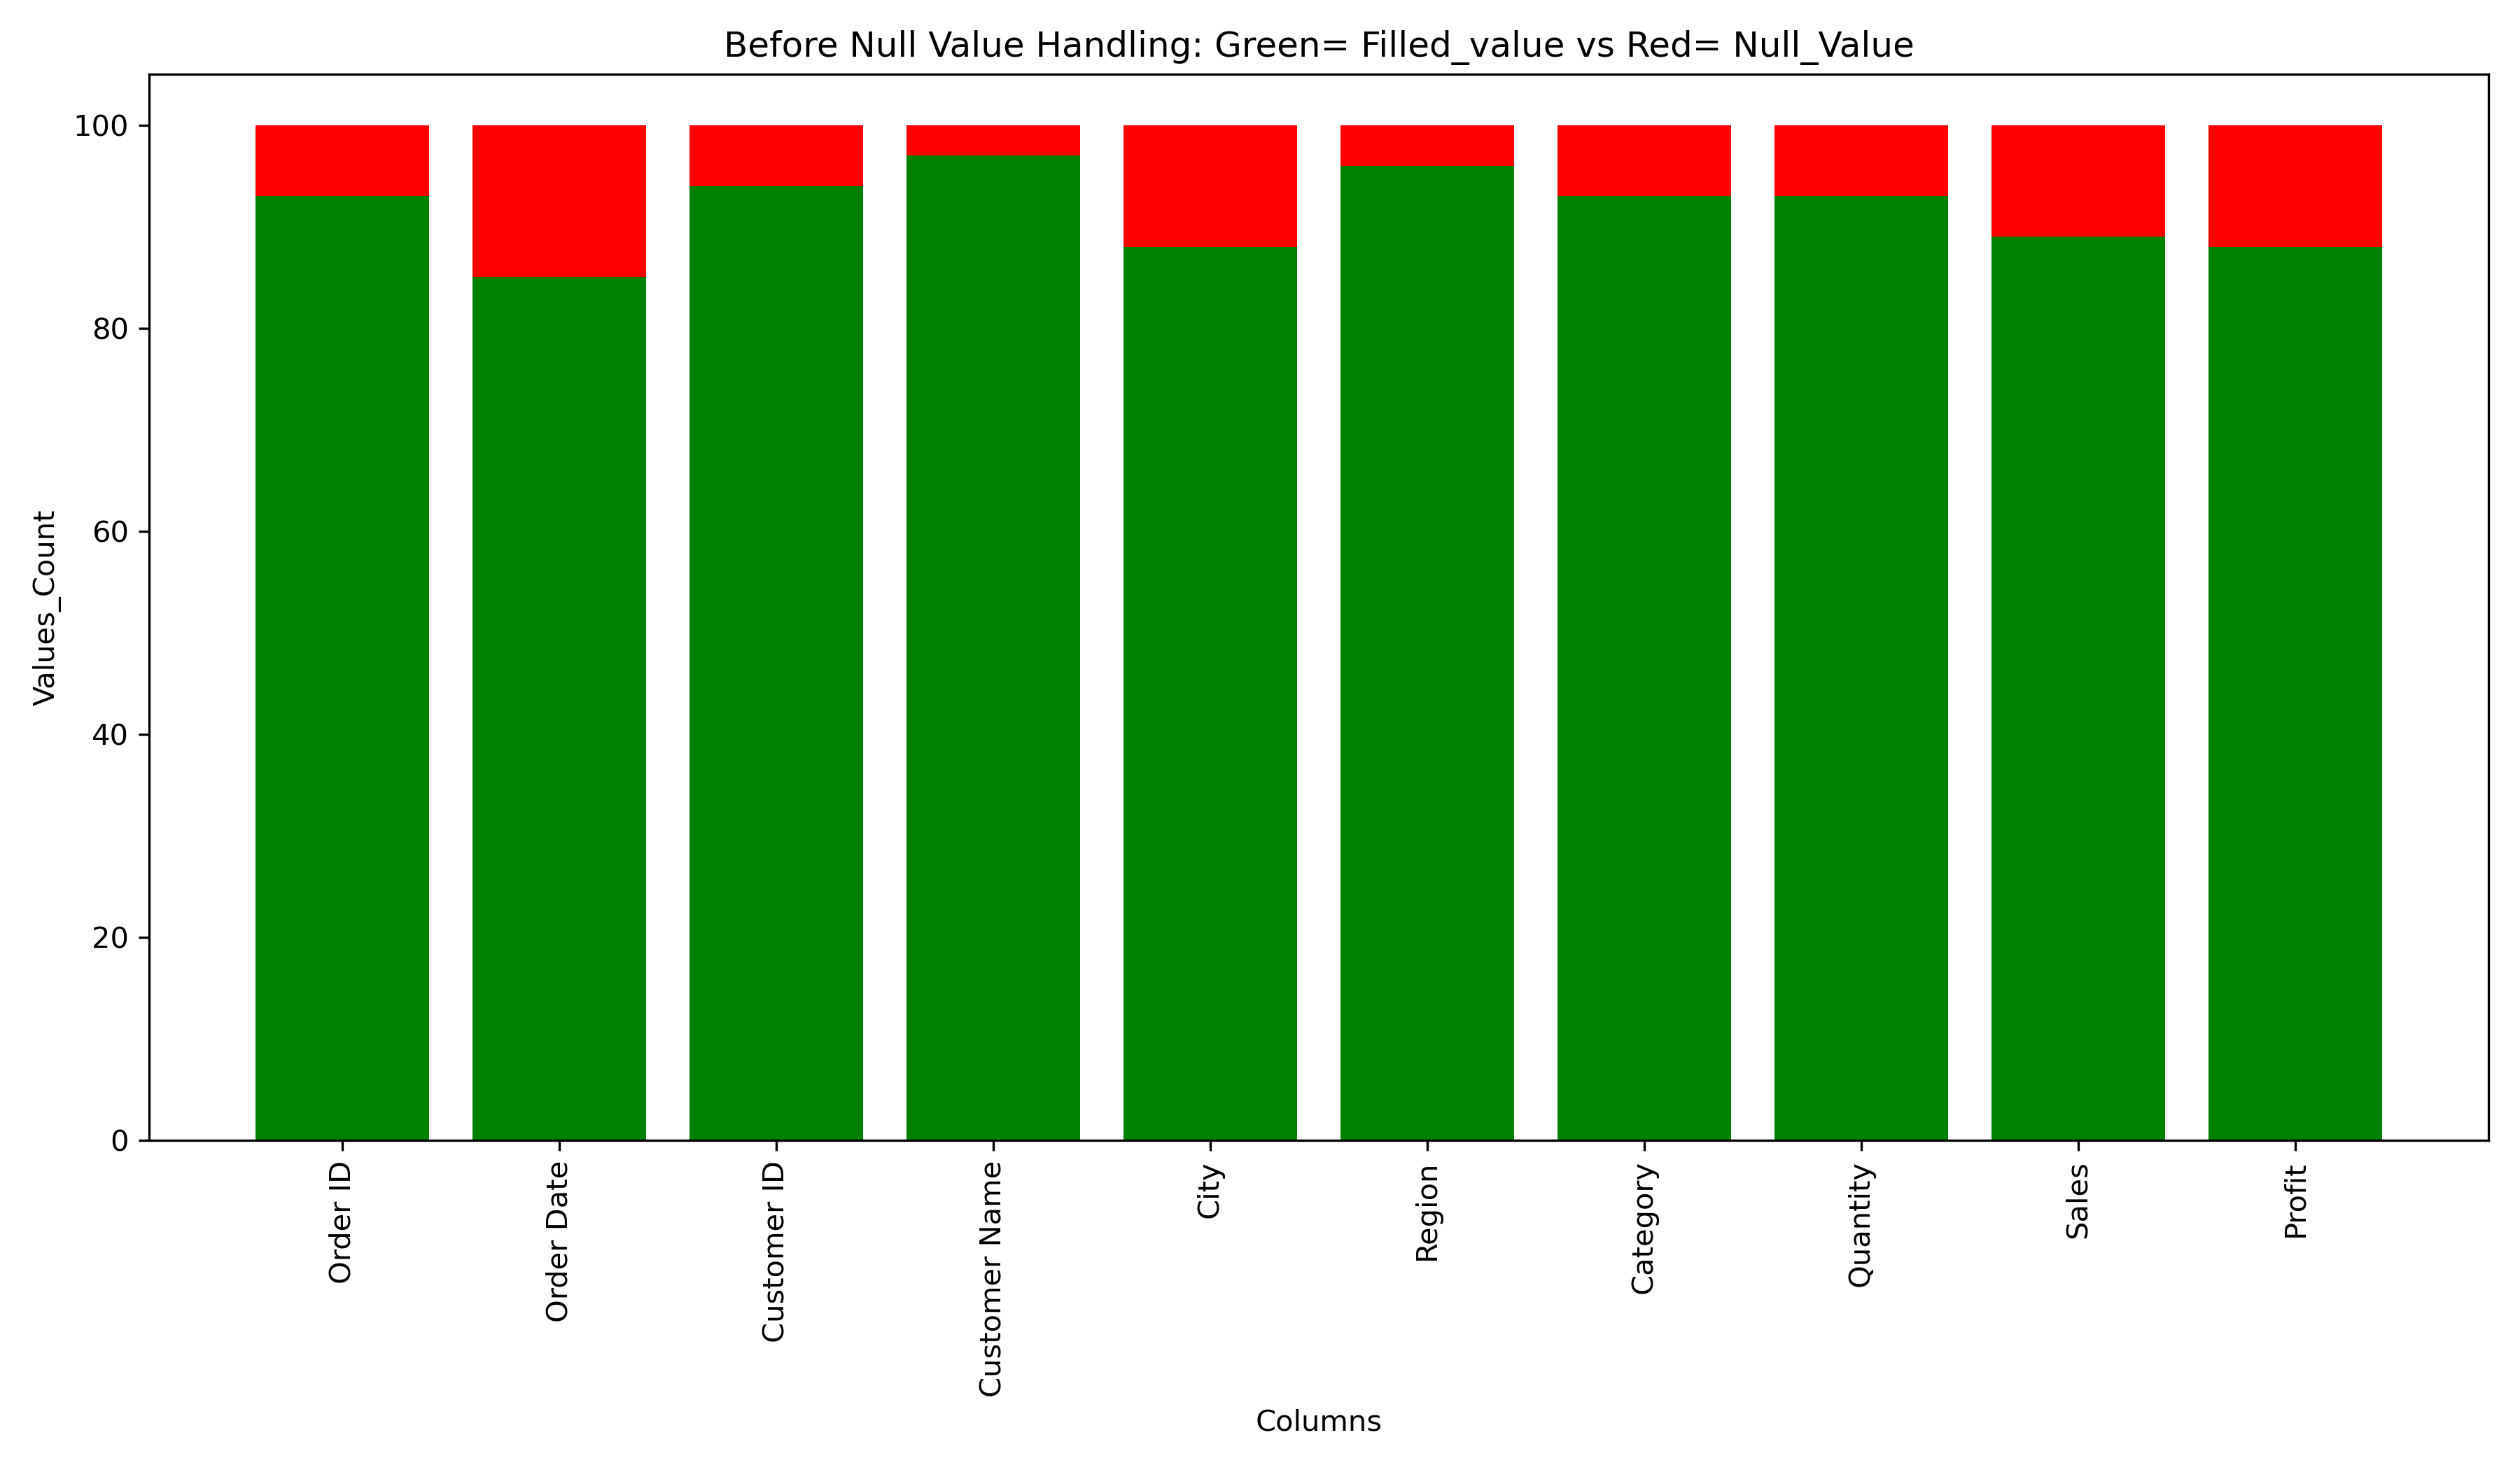 Before Null Value Handling: Green= Filled_value vs Red= Null_Value
100
80
60
40
20
0
Values_Count
Order ID
Order Date
Customer ID
Customer Name
City
Region
Category
Quantity
Sales
Profit
Columns